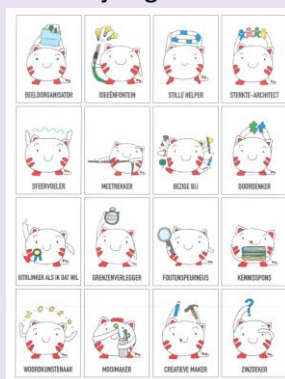 BEELDORGANISATOR
IDEEËNFONTEIN
STILLE HELPER
STERKTE-ARCHITECT
SFEERVOELER
MEETREKKER
BEZIGE BIJ
DOORDENKER
UITBLINKER ALS IK DAT WIL
GRENZENVERLEGGER
FOUTENSPEURNEUS
KENNISSPONS
WOORDKUNSTENAAR
MOOIMAKER
CREATIEVE MAKER
ZINZOEKER